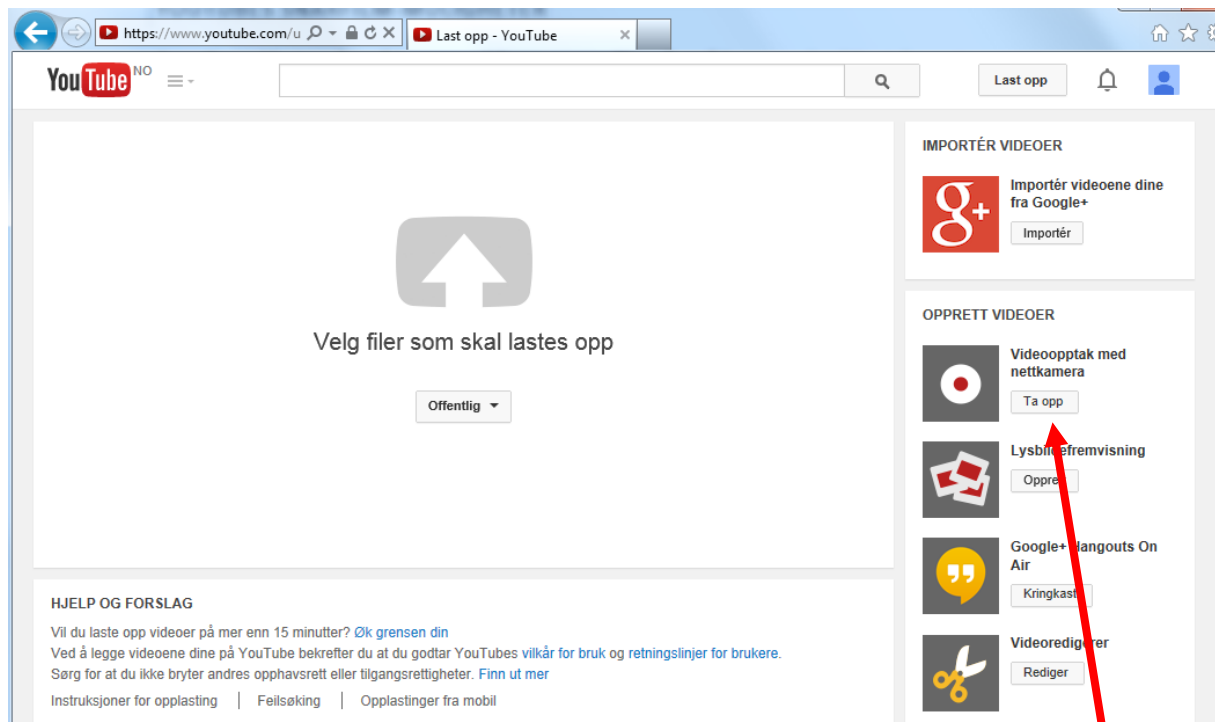 https://www.youtube.com/u
Last opp - YouTube
YouTube NO
Last opp
Velg filer som skal lastes opp
Offentlig
IMPORTÉR VIDEOER
Importér videoene dine
fra Google+
Importér
OPPRETT VIDEOER
Videoopptak med
nettkamera
Ta opp
Lysbildefremvisning
Google+ Hangouts On
Air
Kringkast
Videoredigerer
Rediger
HJELP OG FORSLAG
Vil du laste opp videoer på mer enn 15 minutter? Øk grensen din
Ved å legge videoene dine på YouTube bekrefter du at du godtar YouTubes vilkår for bruk og retningslinjer for brukere.
Sørg for at du ikke bryter andres opphavsrett eller tilgangsrettigheter. Finn ut mer
Instruksjoner for opplasting | Feilsøking | Opplastinger fra mobil